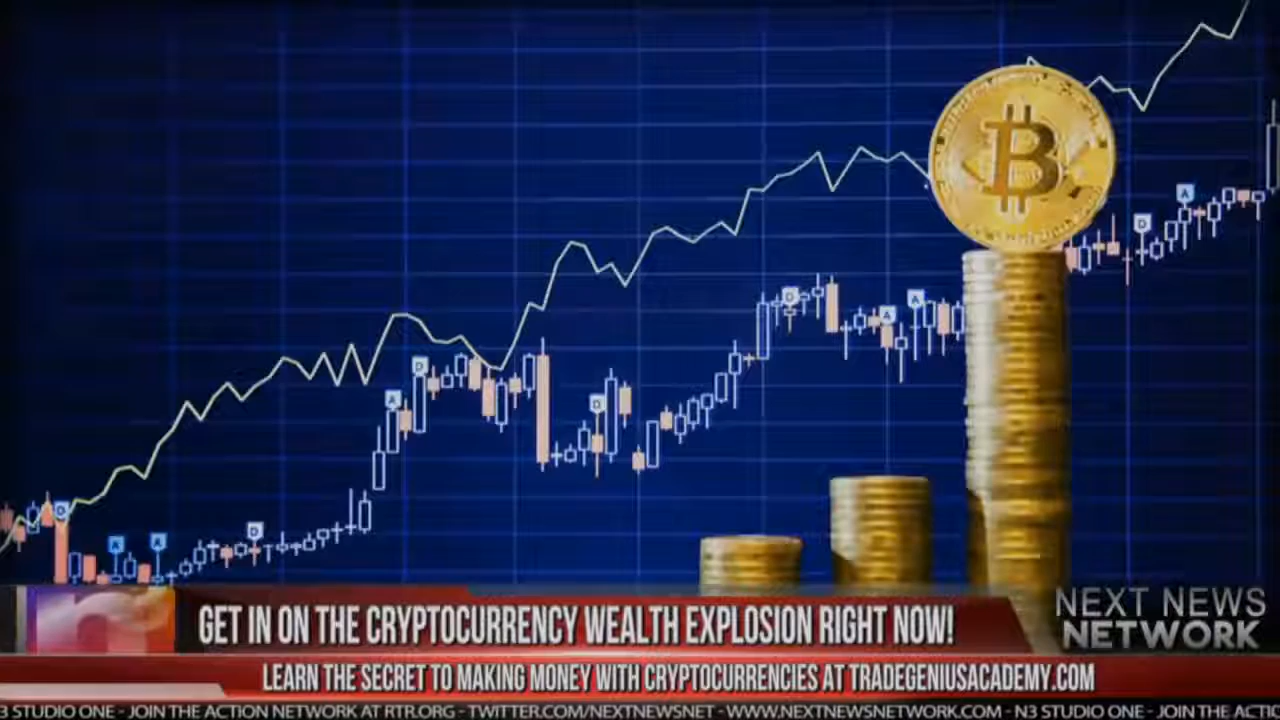 GET IN ON THE CRYPTOCURRENCY WEALTH EXPLOSION RIGHT NOW!
NEXT NEWS
NETWORK
LEARN THE SECRET TO MAKING MONEY WITH CRYPTOCURRENCIES AT TRADEGENIUSACADEMY.COM
3 STUDIO ONE - JOIN THE ACTION NETWORK AT RTR.ORG - TWITTER.COM/NEXTNEWSNET - WWW.NEXTNEWSNETWORK.COM - N3 STUDIO ONE - JOIN THE ACTIO